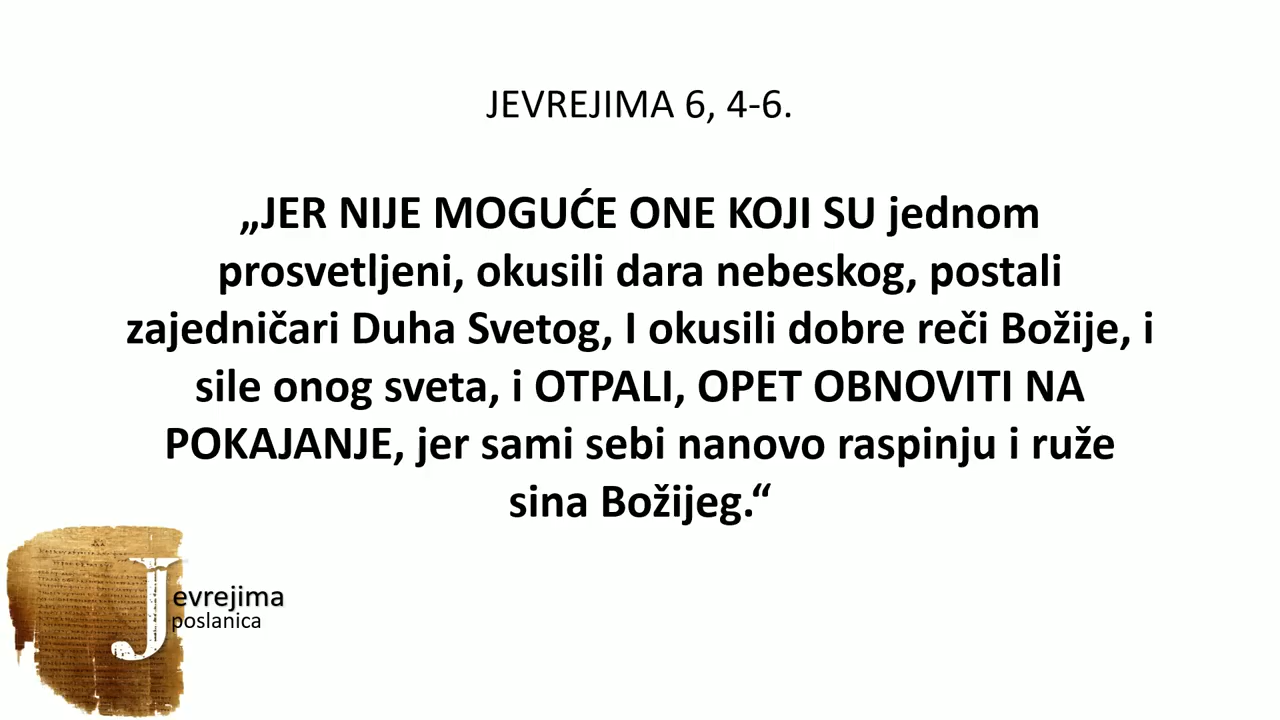 JEVREJIMA 6, 4-6.
„JER NIJE MOGUĆE ONE KOJI SU jednom
prosvetljeni, okusili dara nebeskog, postali
zajedničari Duha Svetog, I okusili dobre reči Božije, i
sile onog sveta, i OTPALI, OPET OBNOVITI NA
POKAJANJE, jer sami sebi nanovo raspinju i ruže
sina Božijeg.“
Jevrejima
poslanica